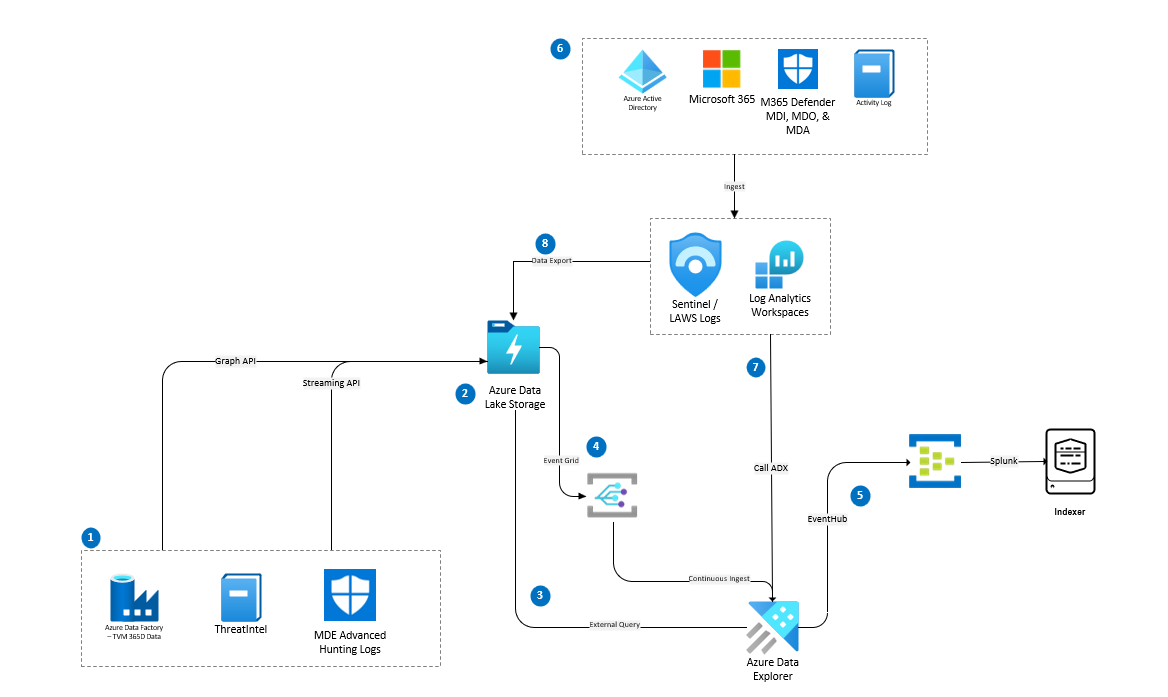 6
Azure Active
Directory
Microsoft 365
M365 Defender
MDI, MDO, &
MDA
Activity Log
Ingest
8
Data Export
Sentinel /
LAWS Logs
Log Analytics
Workspaces
Graph API
Streaming API
2
Azure Data
Lake Storage
7
4
Event Grid
Call ADX
Splunk
5
EventHub
Indexer
1
Azure Data Factory
– TVM 365D Data
ThreatIntel
MDE Advanced
Hunting Logs
Continuous Ingest
3
External Query
Azure Data
Explorer